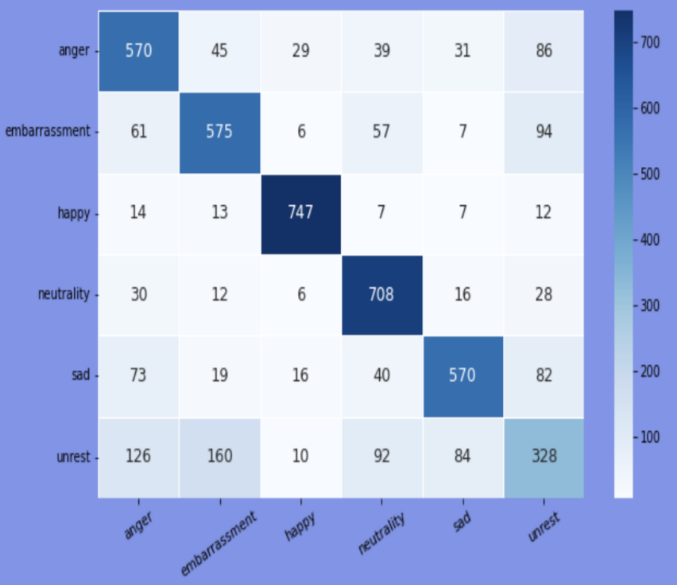 anger 570 45 29 39 31 86
embarrassment 61 575 6 57 7 94
happy 14 13 747 7 7 12
neutrality 30 12 6 708 16 28
sad 73 19 16 40 570 82
unrest 126 160 10 92 84 328
anger embarrassment happy neutrality sad unrest
700
600
500
400
300
200
100